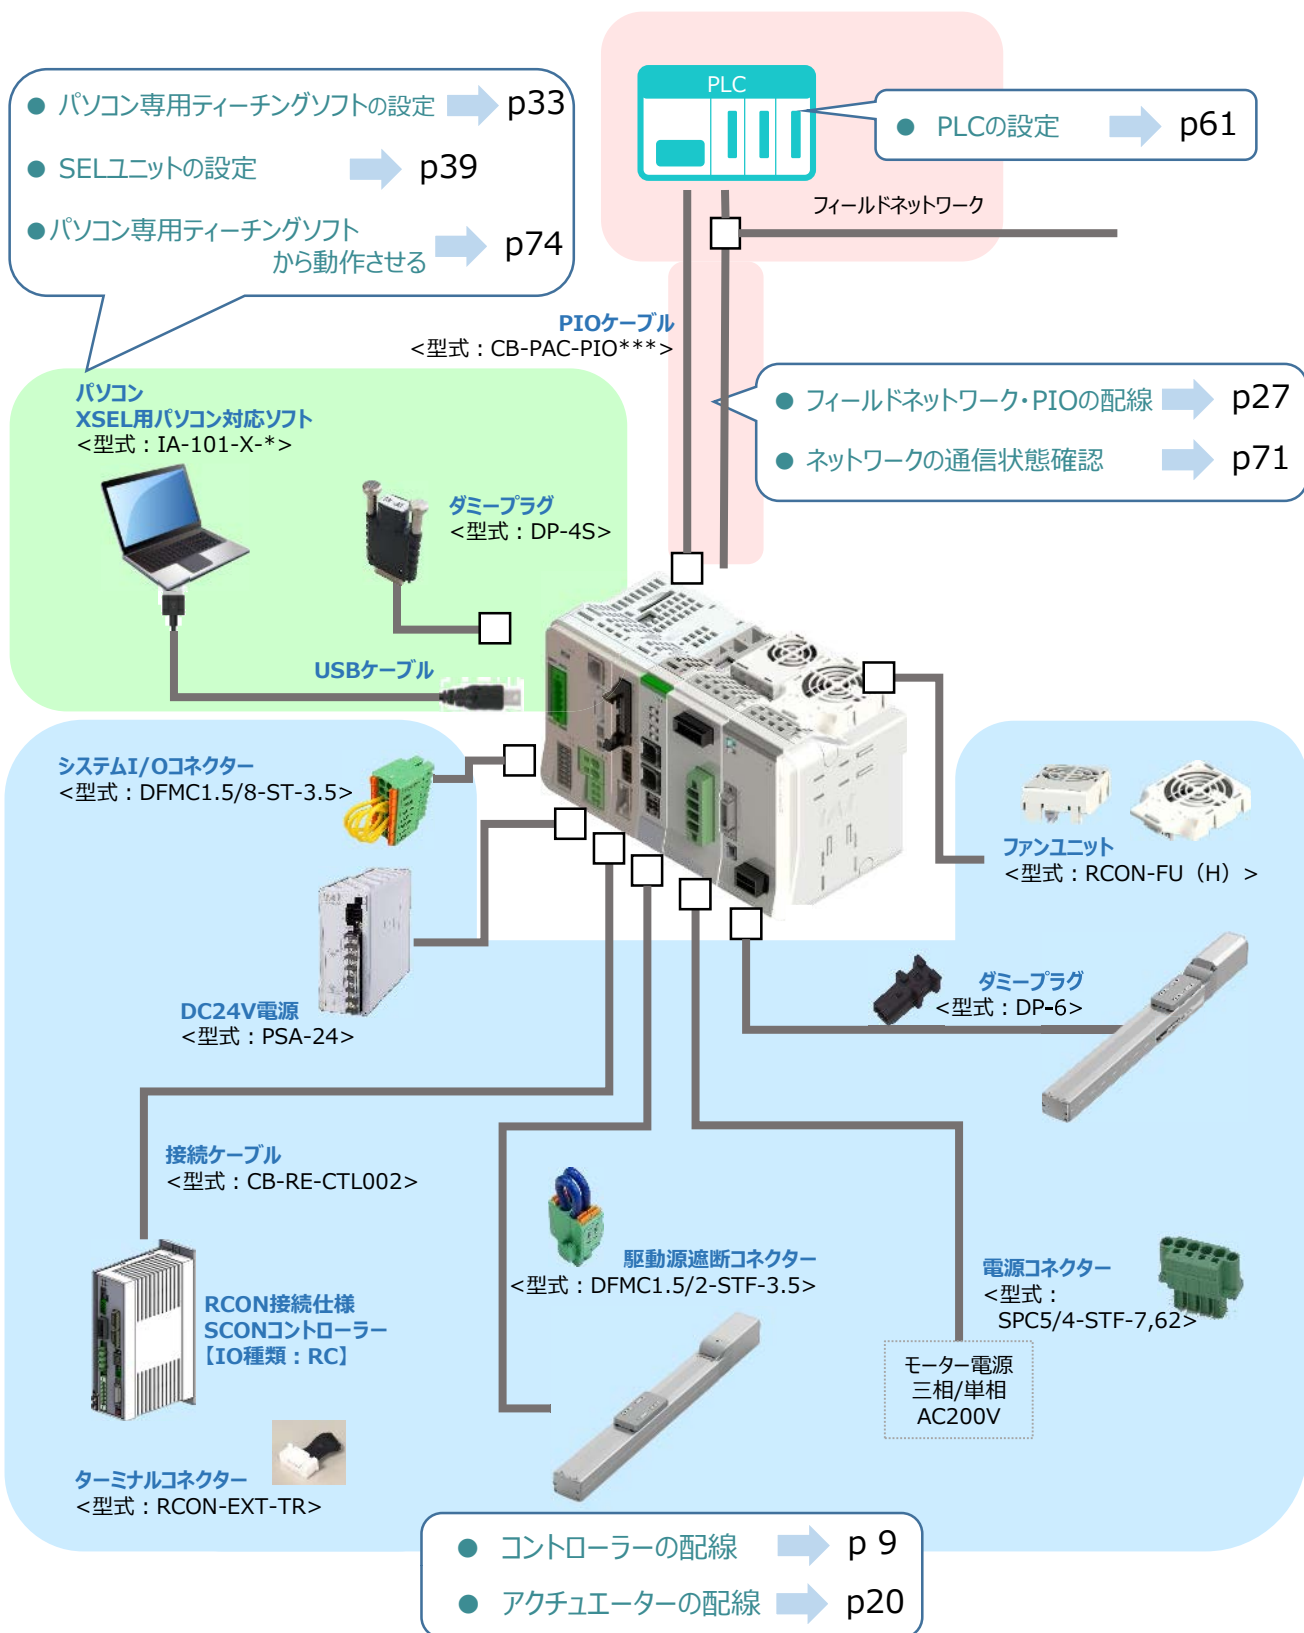 PLC
● パソコン専用ティーチングソフトの設定 p33
● SELユニットの設定 p39
● パソコン専用ティーチングソフト
から動作させる p74
● PLCの設定 p61
フィールドネットワーク
PIOケーブル
<型式：CB-PAC-PIO***>
● フィールドネットワーク・PIOの配線 p27
● ネットワークの通信状態確認 p71
パソコン
XSEL用パソコン対応ソフト
<型式：IA-101-X-*>
ダミープラグ
<型式：DP-4S>
USBケーブル
システムI/Oコネクター
<型式：DFMC1.5/8-ST-3.5>
ファンユニット
<型式：RCON-FU（H）>
DC24V電源
<型式：PSA-24>
ダミープラグ
<型式：DP-6>
接続ケーブル
<型式：CB-RE-CTL002>
駆動源遮断コネクター
<型式：DFMC1.5/2-STF-3.5>
電源コネクター
<型式：
SPC5/4-STF-7,62>
RCON接続仕様
SCONコントローラー
【IO種類：RC】
モーター電源
三相/単相
AC200V
ターミナルコネクター
<型式：RCON-EXT-TR>
● コントローラーの配線 p 9
● アクチュエーターの配線 p20